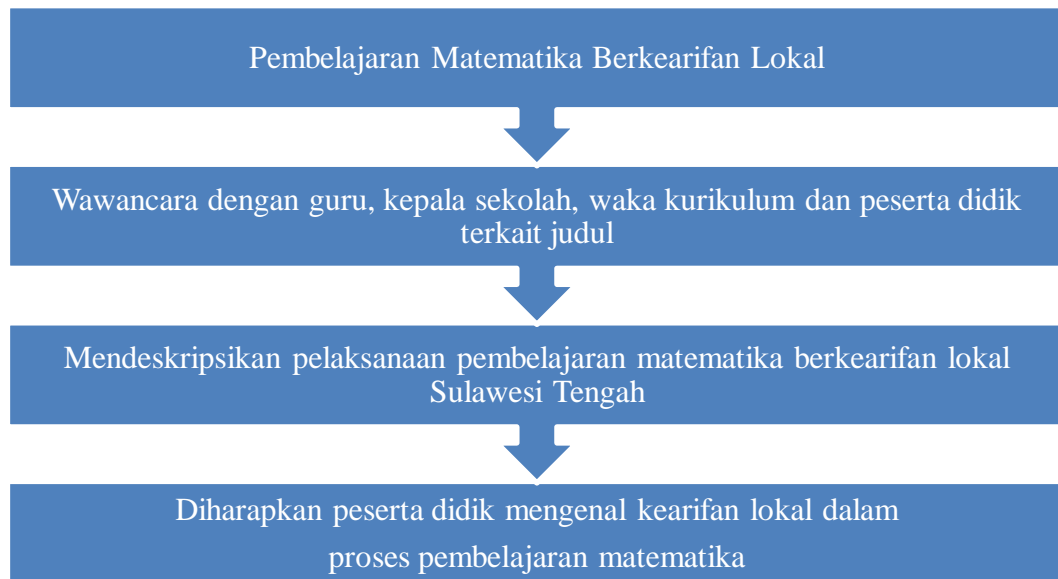 Pembelajaran Matematika Berkearifan Lokal
Wawancara dengan guru, kepala sekolah, waka kurikulum dan peserta didik
terkait judul
Mendeskripsikan pelaksanaan pembelajaran matematika berkearifan lokal
Sulawesi Tengah
Diharapkan peserta didik mengenal kearifan lokal dalam
proses pembelajaran matematika